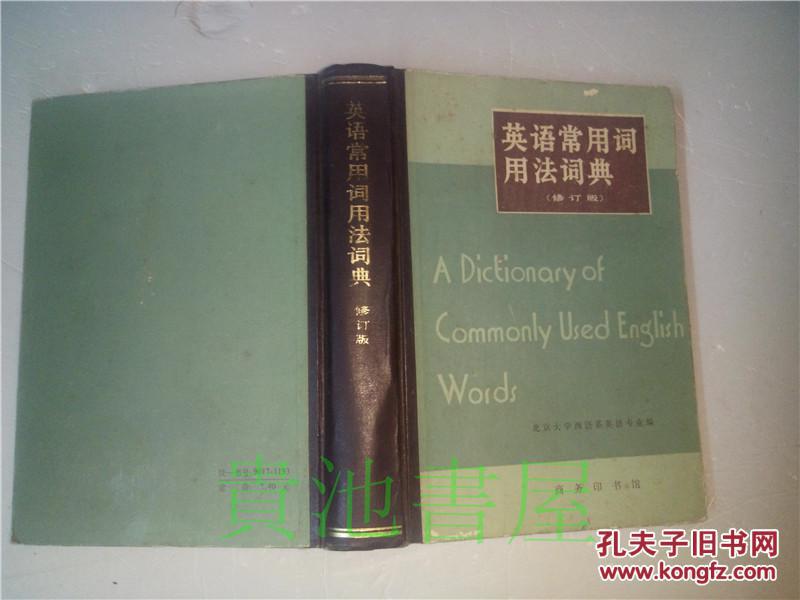 英语常用词用法词典 修订版
英语常用词
用法词典
(修订版)
A Dictionary of
Commonly Used English
Words
北京大学西语系英语专业编
商务印书馆
貴池書屋
孔夫子旧书网
www.kongfz.com